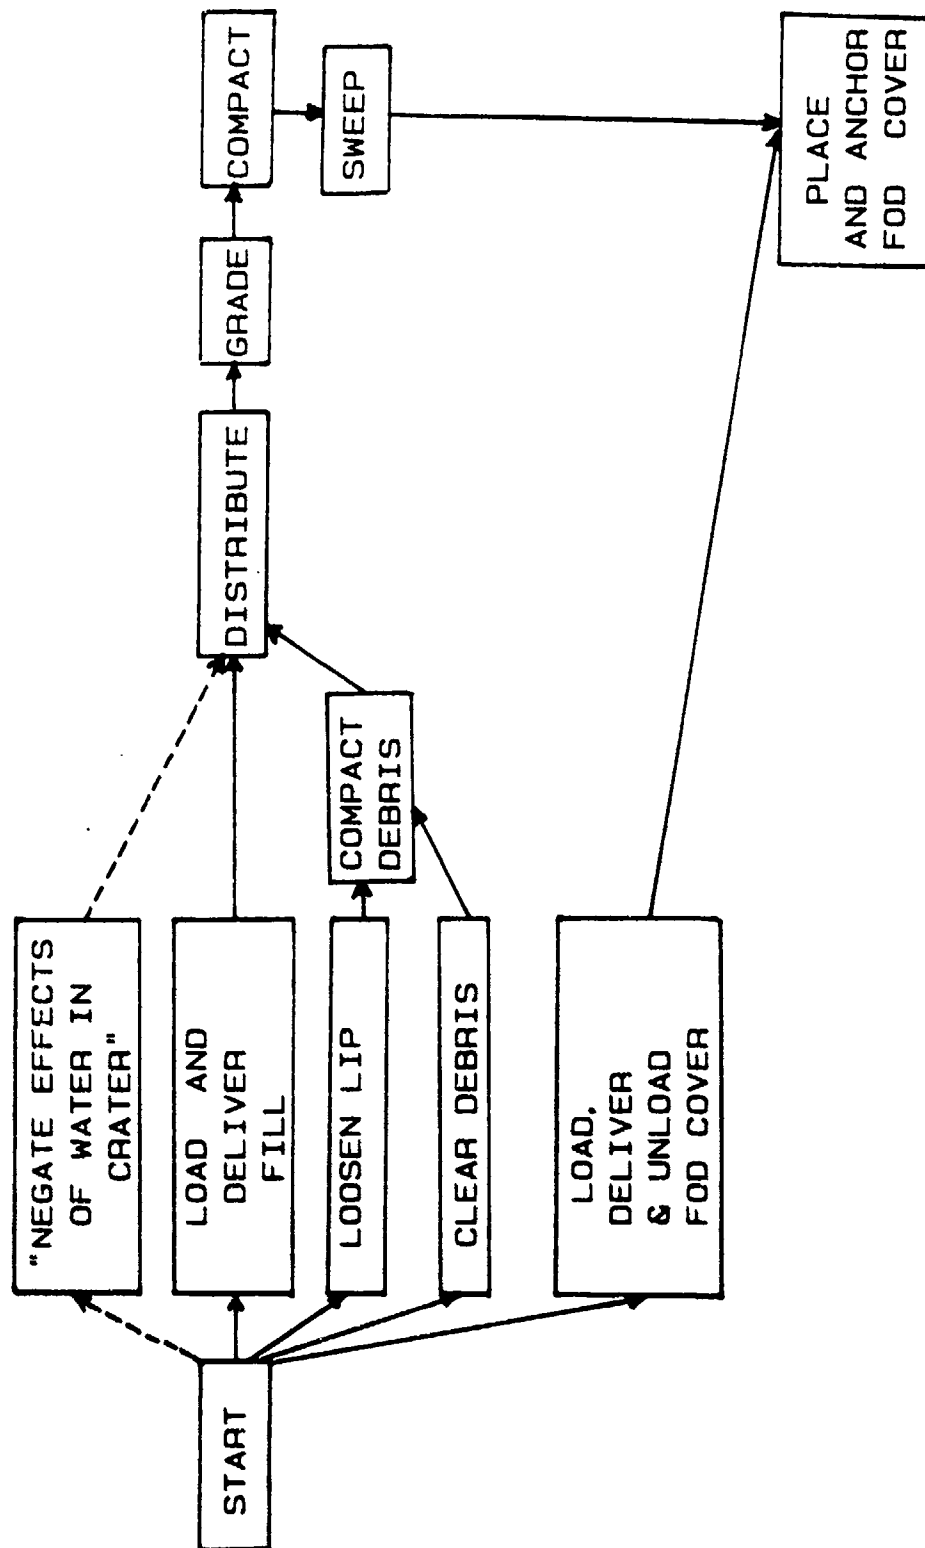 START
"NEGATE EFFECTS
OF WATER IN
CRATER"
LOAD AND
DELIVER
FILL
LOOSEN LIP
CLEAR DEBRIS
LOAD,
DELIVER
& UNLOAD
FOD COVER
COMPACT
DEBRIS
DISTRIBUTE
GRADE
COMPACT
SWEEP
PLACE
AND ANCHOR
FOD COVER